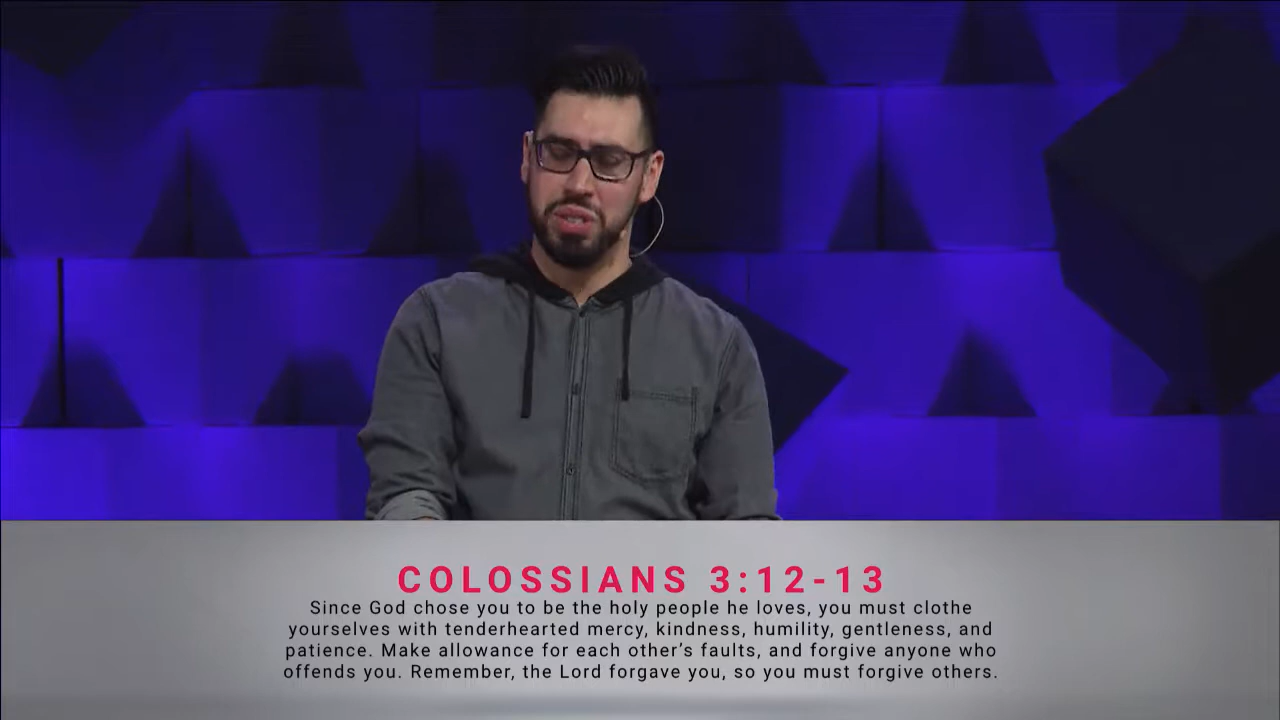 COLOSSIANS 3:12-13
Since God chose you to be the holy people he loves, you must clothe
yourselves with tenderhearted mercy, kindness, humility, gentleness, and
patience. Make allowance for each other’s faults, and forgive anyone who
offends you. Remember, the Lord forgave you, so you must forgive others.